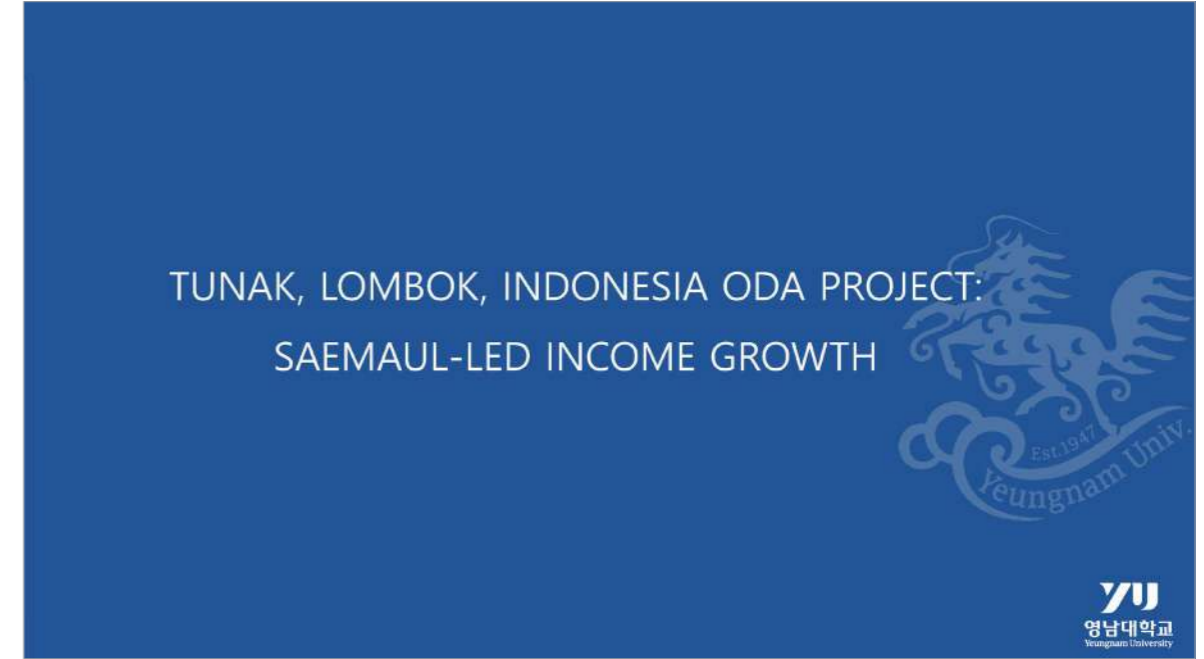 TUNAK, LOMBOK, INDONESIA ODA PROJECT:
SAEMAUL-LED INCOME GROWTH
Est.1947
Yeungnam Univ.
YU
영남대학교
Yeungnam University